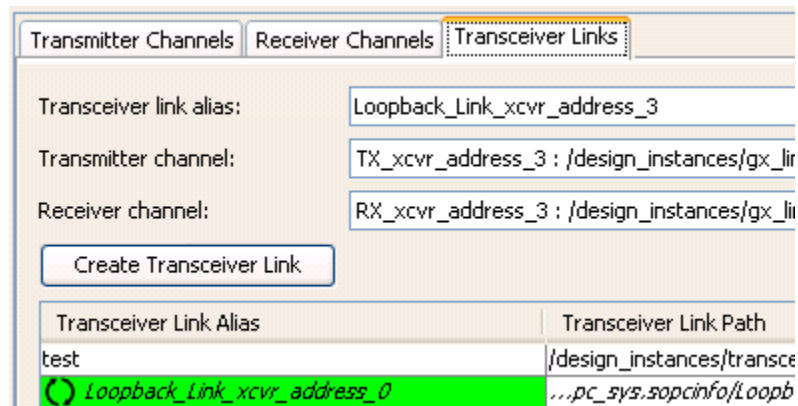 Transmitter Channels Receiver Channels Transceiver Links
Transceiver link alias: Loopback_Link_xcvr_address_3
Transmitter channel: TX_xcvr_address_3 : /design_instances/gx_li
Receiver channel: RX_xcvr_address_3 : /design_instances/gx_li
Create Transceiver Link
Transceiver Link Alias Transceiver Link Path
test /design_instances/transce
Loopback_Link_xcvr_address_0 ...pc_sys.sopcinfo/Loopb